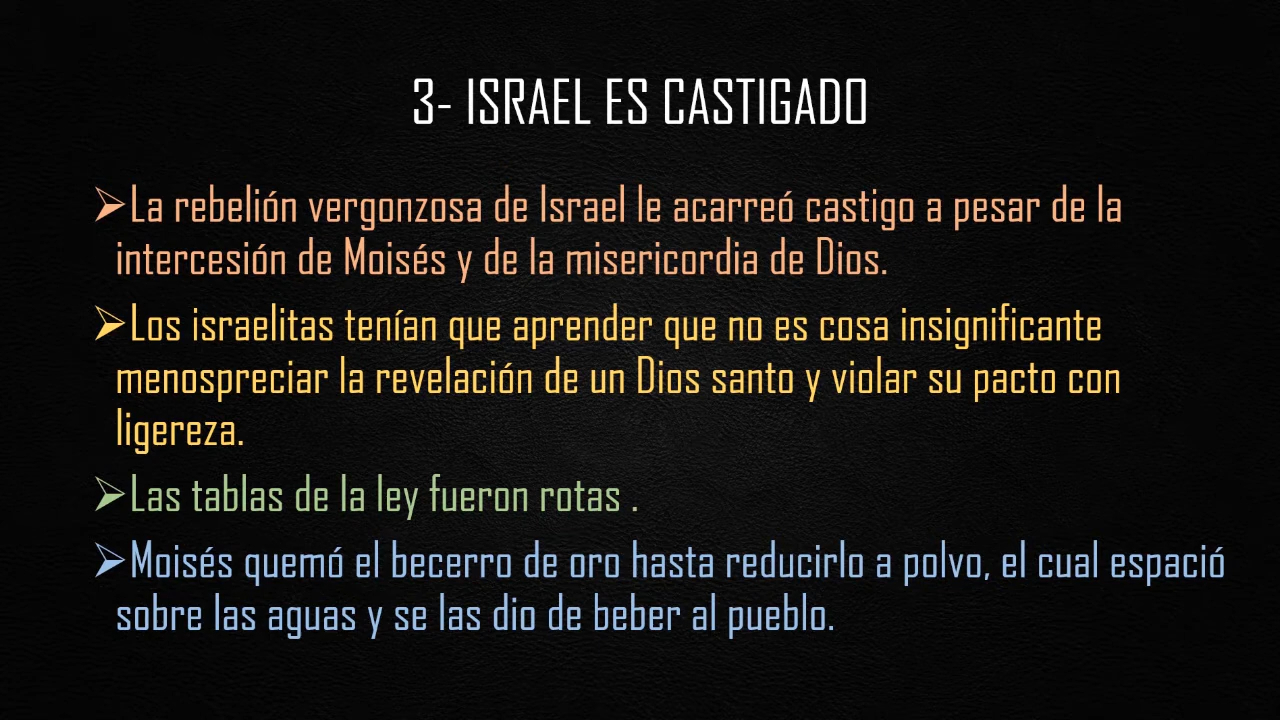 3- ISRAEL ES CASTIGADO
➢La rebelión vergonzosa de Israel le acarreó castigo a pesar de la
intercesión de Moisés y de la misericordia de Dios.
➢Los israelitas tenían que aprender que no es cosa insignificante
menospreciar la revelación de un Dios santo y violar su pacto con
ligereza.
➢Las tablas de la ley fueron rotas .
➢Moisés quemó el becerro de oro hasta reducirlo a polvo, el cual espació
sobre las aguas y se las dio de beber al pueblo.